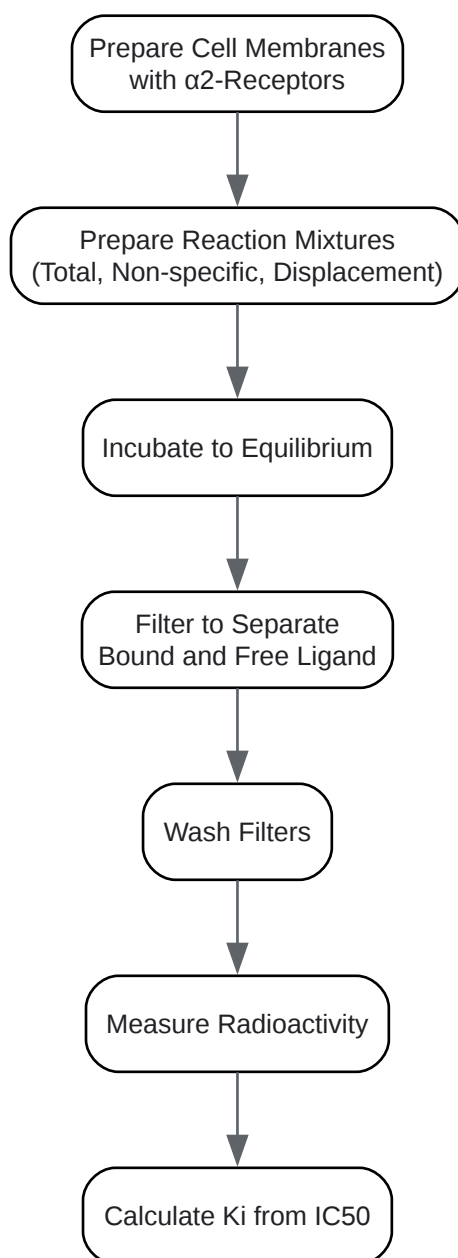 Prepare Cell Membranes
with α2-Receptors
Prepare Reaction Mixtures
(Total, Non-specific, Displacement)
Incubate to Equilibrium
Filter to Separate
Bound and Free Ligand
Wash Filters
Measure Radioactivity
Calculate Ki from IC50